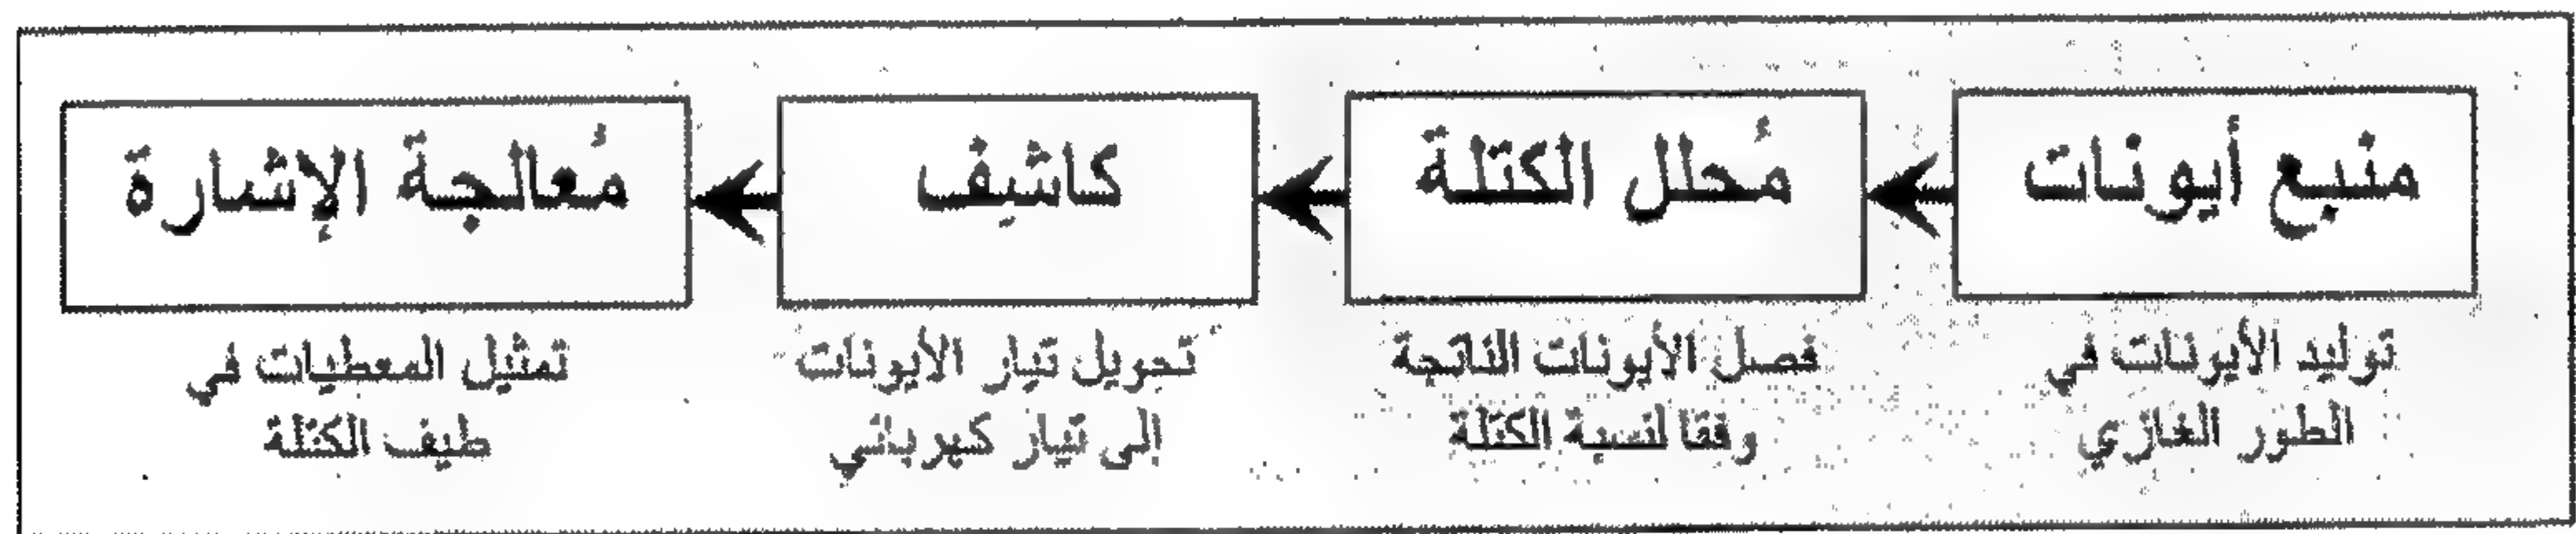 منبع أيونات
مُحلل الكتلة
كاشف
مُعالجة الإشارة
توليد الأيونات في
الطور الغازي
فصل الأيونات الناتجة
وفقا لنسبة الكتلة
تحويل تيار الأيونات
إلى تيار كهربائي
تمثيل المعطيات في
طيف الكتلة